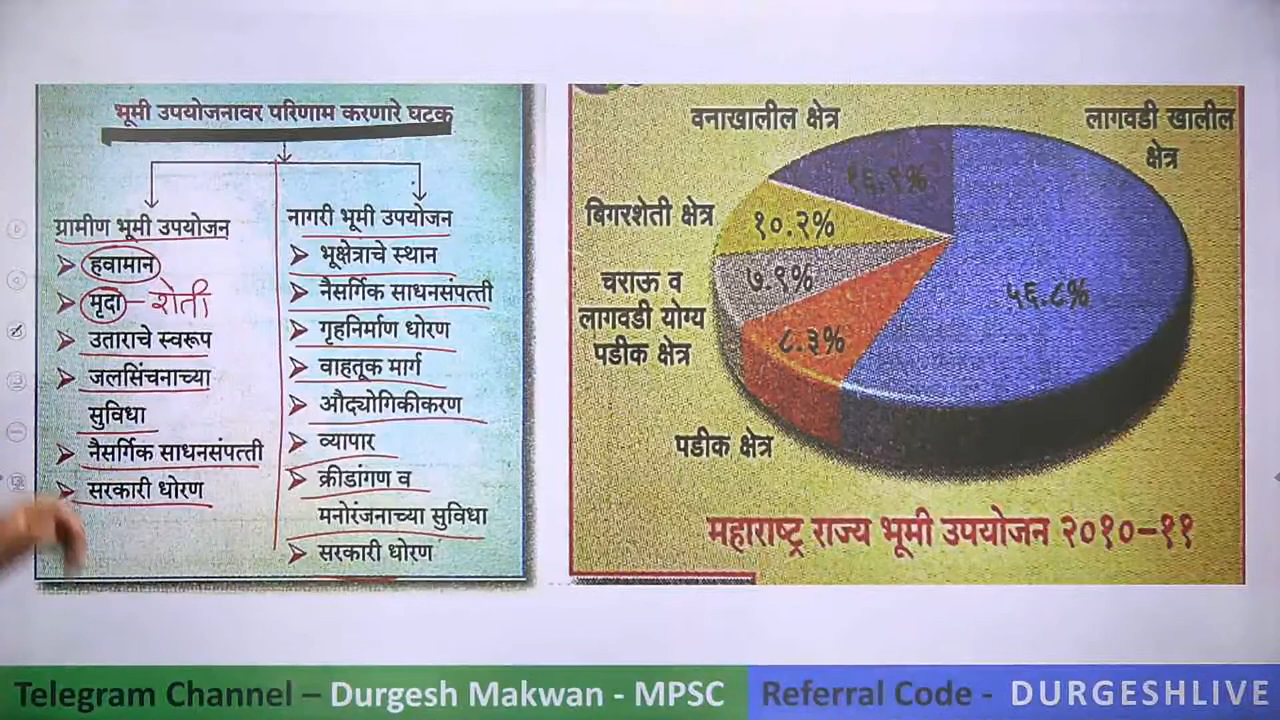 भूमी उपयोजनावर परिणाम करणारे घटक
ग्रामीण भूमी उपयोजन
हवामान
मृदा – शेती
उताराचे स्वरूप
जलसिंचनाच्या
सुविधा
नैसर्गिक साधनसंपत्ती
सरकारी धोरण
नागरी भूमी उपयोजन
भूक्षेत्राचे स्थान
नैसर्गिक साधनसंपत्ती
गृहनिर्माण धोरण
वाहतूक मार्ग
औद्योगिकीकरण
व्यापार
क्रीडांगण व
मनोरंजनाच्या सुविधा
सरकारी धोरण
वनाखालील क्षेत्र
लागवडी खालील
क्षेत्र
१६.९%
बिगरशेती क्षेत्र
१०.२%
चराऊ व
लागवडी योग्य
पडीक क्षेत्र
७.९%
५६.८%
८.३%
पडीक क्षेत्र
महाराष्ट्र राज्य भूमी उपयोजन २०१०–११
Telegram Channel – Durgesh Makwan - MPSC
Referral Code - DURGESHLIVE